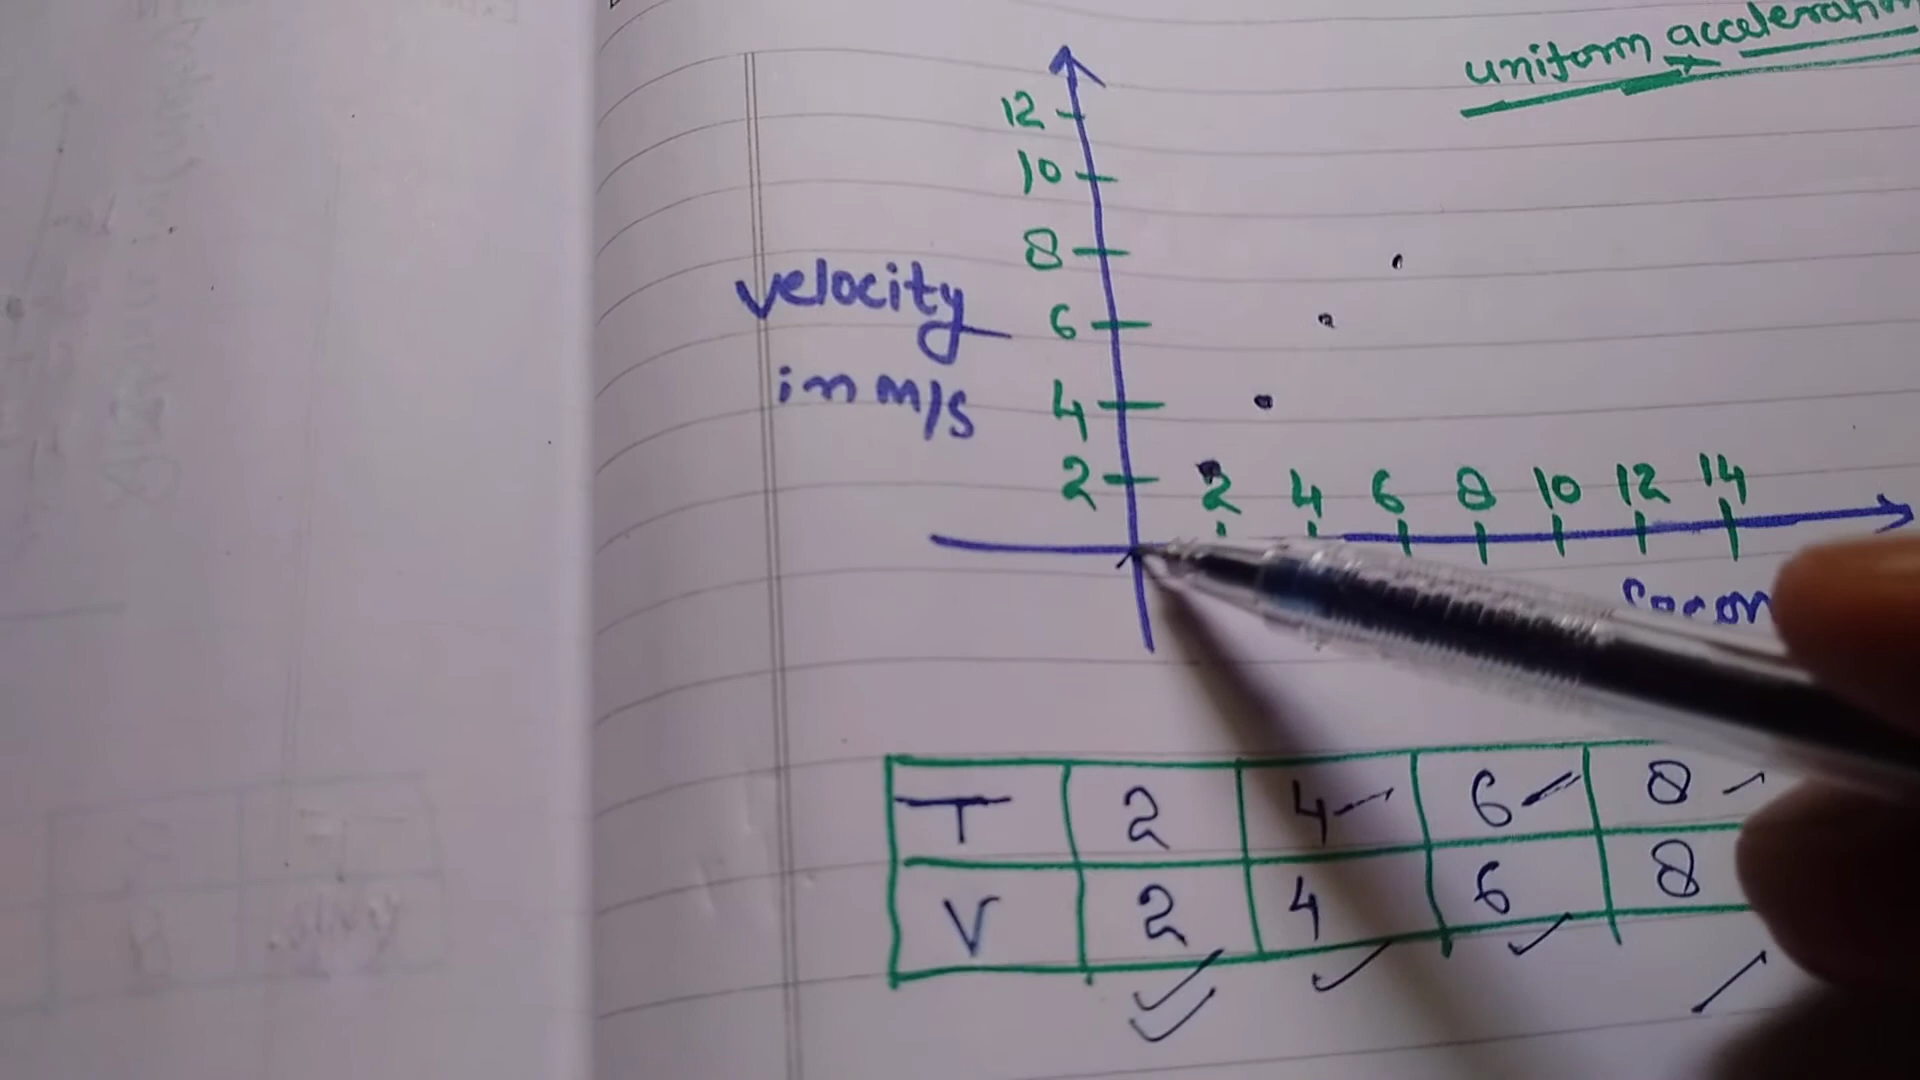 uniform acceleration
12
10
8
6
4
2
velocity
in m/s
2 4 6 8 10 12 14
T 2 4 6 8
V 2 4 6 8